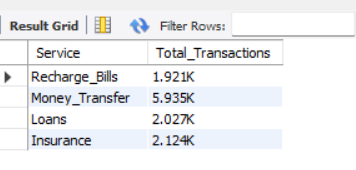 Result Grid Filter Rows:
Service Total_Transactions
Recharge_Bills 1.921K
Money_Transfer 5.935K
Loans 2.027K
Insurance 2.124K